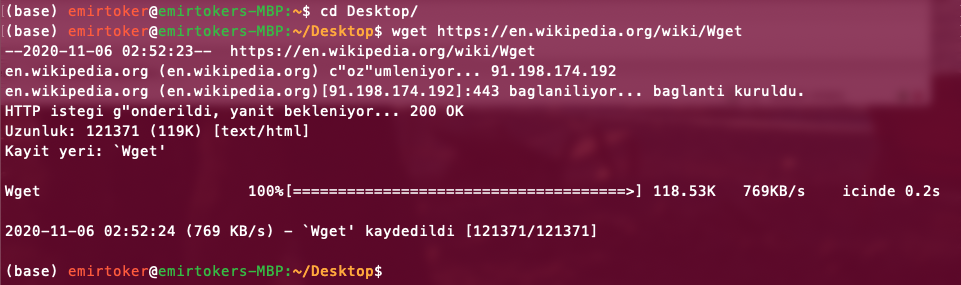 (base) emirtoker@emirtokers-MBP:~$ cd Desktop/
(base) emirtoker@emirtokers-MBP:~/Desktop$ wget https://en.wikipedia.org/wiki/Wget
--2020-11-06 02:52:23--  https://en.wikipedia.org/wiki/Wget
en.wikipedia.org (en.wikipedia.org) c"oz"umleniyor... 91.198.174.192
en.wikipedia.org (en.wikipedia.org)[91.198.174.192]:443 baglaniliyor... baglanti kuruldu.
HTTP istegi g"onderildi, yanit bekleniyor... 200 OK
Uzunluk: 121371 (119K) [text/html]
Kayit yeri: `Wget'
Wget                       100%[=====================================>] 118.53K   769KB/s    icinde 0.2s
2020-11-06 02:52:24 (769 KB/s) - `Wget' kaydedildi [121371/121371]
(base) emirtoker@emirtokers-MBP:~/Desktop$